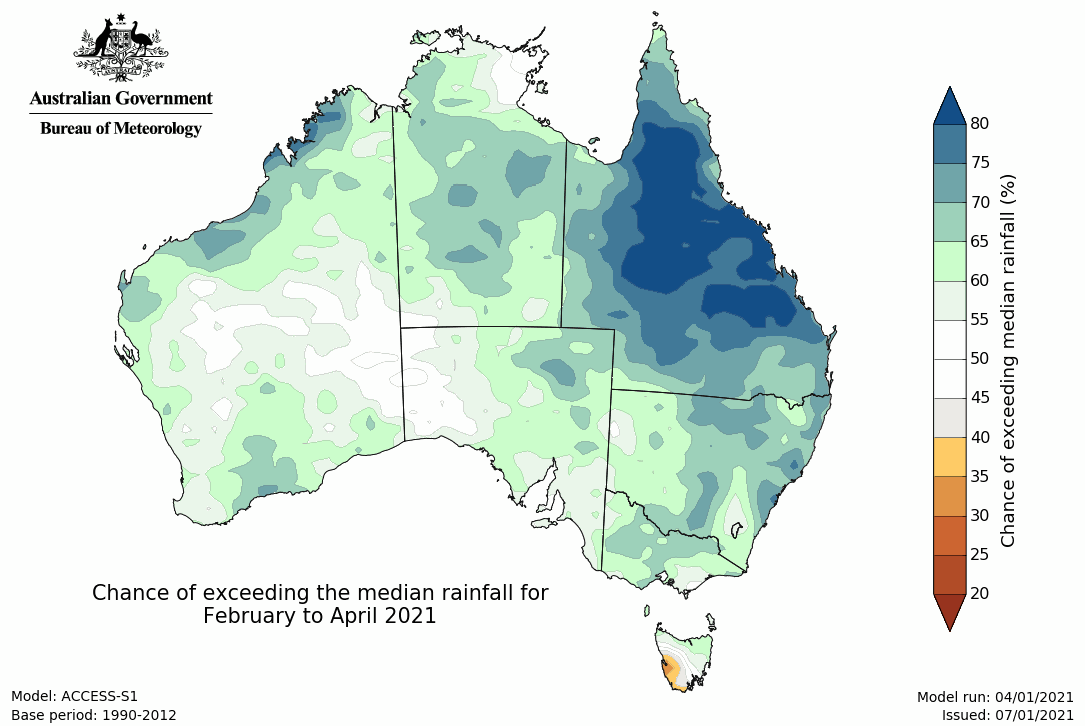 Australian Government
Bureau of Meteorology
80
75
70
65
60
55
50
45
40
35
30
25
20
Chance of exceeding median rainfall (%)
Chance of exceeding the median rainfall for
February to April 2021
Model: ACCESS-S1
Base period: 1990-2012
Model run: 04/01/2021
Issued: 07/01/2021